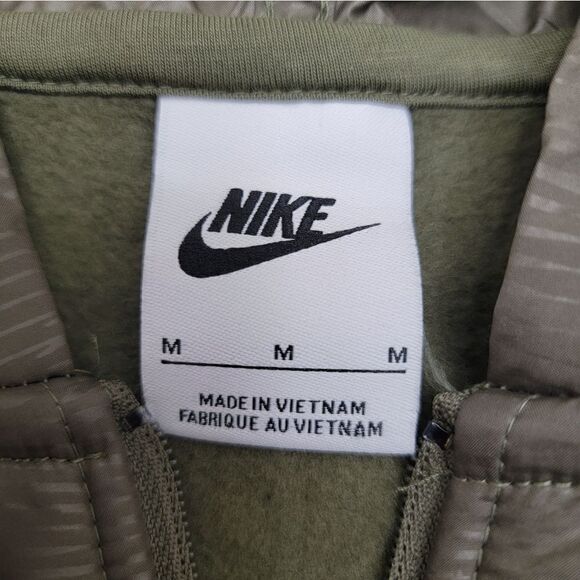 NIKE
M M M
MADE IN VIETNAM
FABRIQUE AU VIETNAM